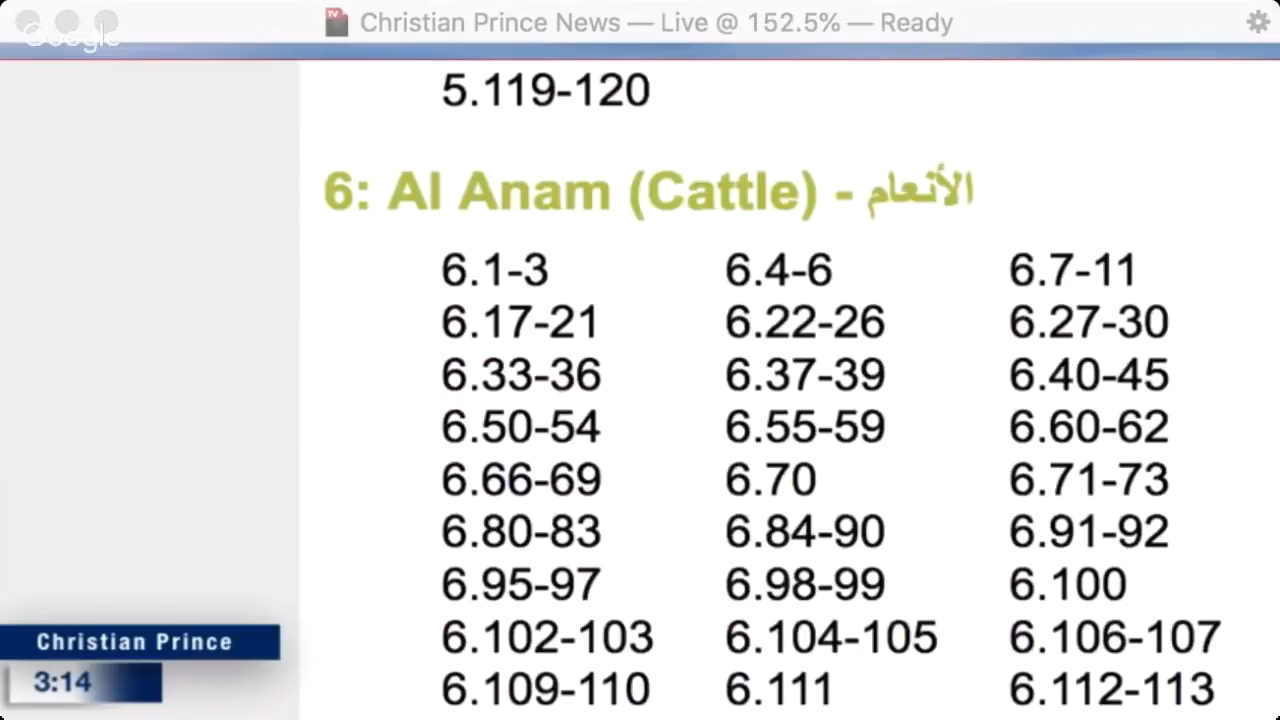 Google
Christian Prince News — Live @ 152.5% — Ready
5.119-120
6: Al Anam (Cattle) - الأنعام
6.1-3 6.4-6 6.7-11
6.17-21 6.22-26 6.27-30
6.33-36 6.37-39 6.40-45
6.50-54 6.55-59 6.60-62
6.66-69 6.70 6.71-73
6.80-83 6.84-90 6.91-92
6.95-97 6.98-99 6.100
6.102-103 6.104-105 6.106-107
6.109-110 6.111 6.112-113
Christian Prince
3:14